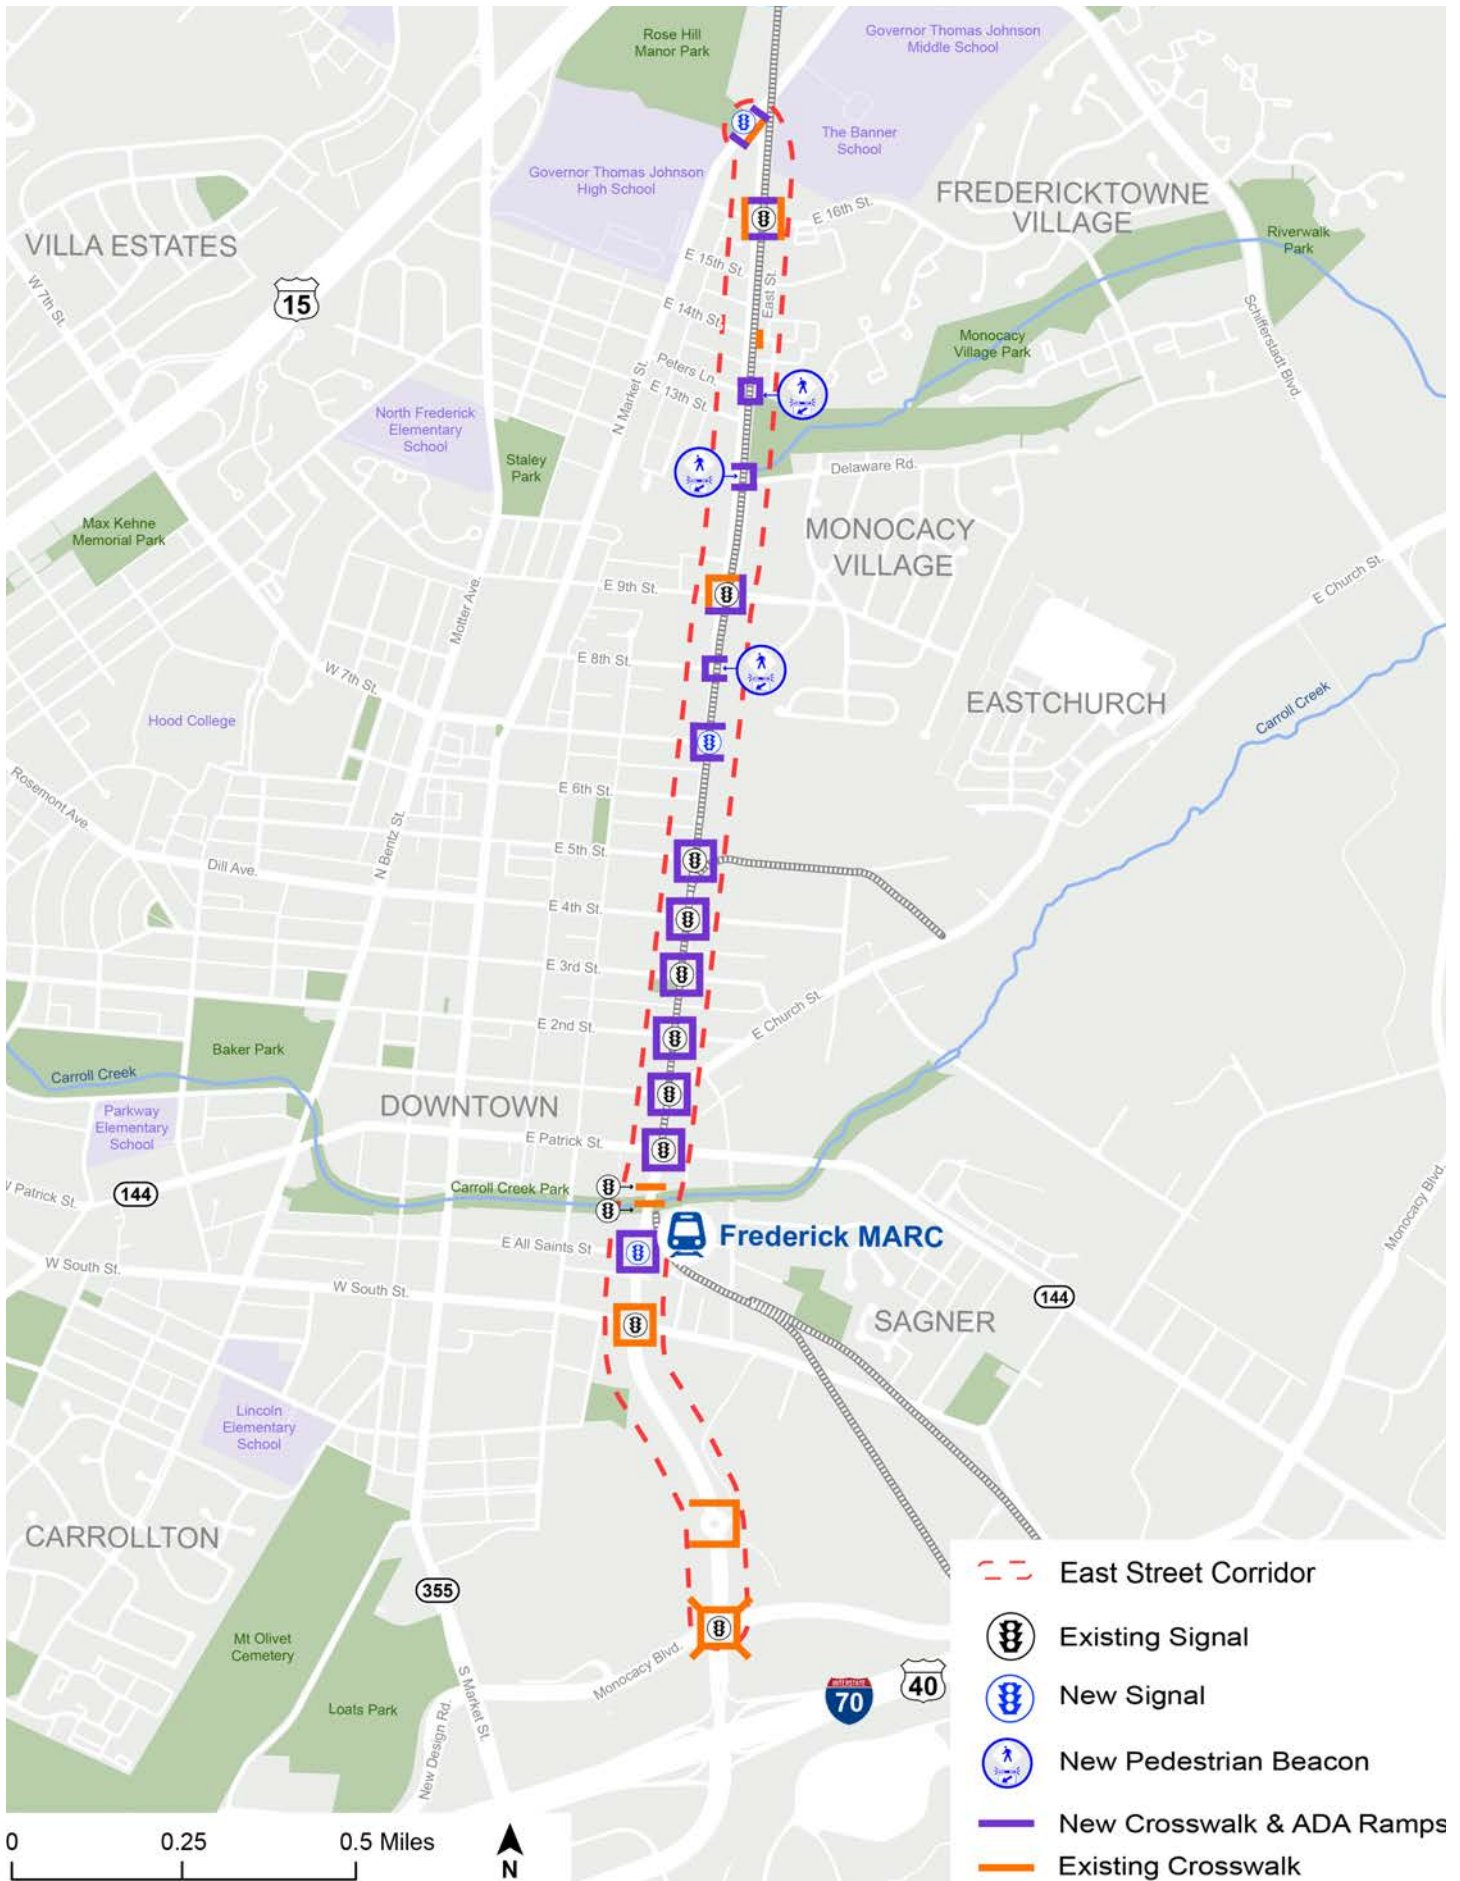 Rose Hill
Manor Park
Governor Thomas Johnson
Middle School
The Banner
School
Governor Thomas Johnson
High School
FREDERICKTOWNE
VILLAGE
E 16th St.
Riverwalk
Park
VILLA ESTATES
W 7th St.
15
E 15th St.
East St.
E 14th St.
Schifferstadt Blvd.
Monocacy
Village Park
Peters Ln.
E 13th St.
N Market St.
North Frederick
Elementary
School
Staley
Park
Delaware Rd.
Max Kehne
Memorial Park
MONOCACY
VILLAGE
E Church St.
E 9th St.
Motter Ave.
E 8th St.
W 7th St.
EASTCHURCH
Carroll Creek
Hood College
Rosemont Ave.
E 6th St.
N Bentz St.
E 5th St.
Dill Ave.
E 4th St.
E 3rd St.
E Church St.
E 2nd St.
Baker Park
Carroll Creek
DOWNTOWN
Parkway
Elementary
School
E Patrick St.
W Patrick St.
144
Carroll Creek Park
Monocacy Blvd.
Frederick MARC
E All Saints St
W South St.
W South St.
144
SAGNER
Lincoln
Elementary
School
CARROLLTON
355
Mt Olivet
Cemetery
Monocacy Blvd.
S Market St.
Loats Park
New Design Rd.
INTERSTATE
70
40
East Street Corridor
Existing Signal
New Signal
New Pedestrian Beacon
New Crosswalk & ADA Ramps
Existing Crosswalk
0 0.25 0.5 Miles
N